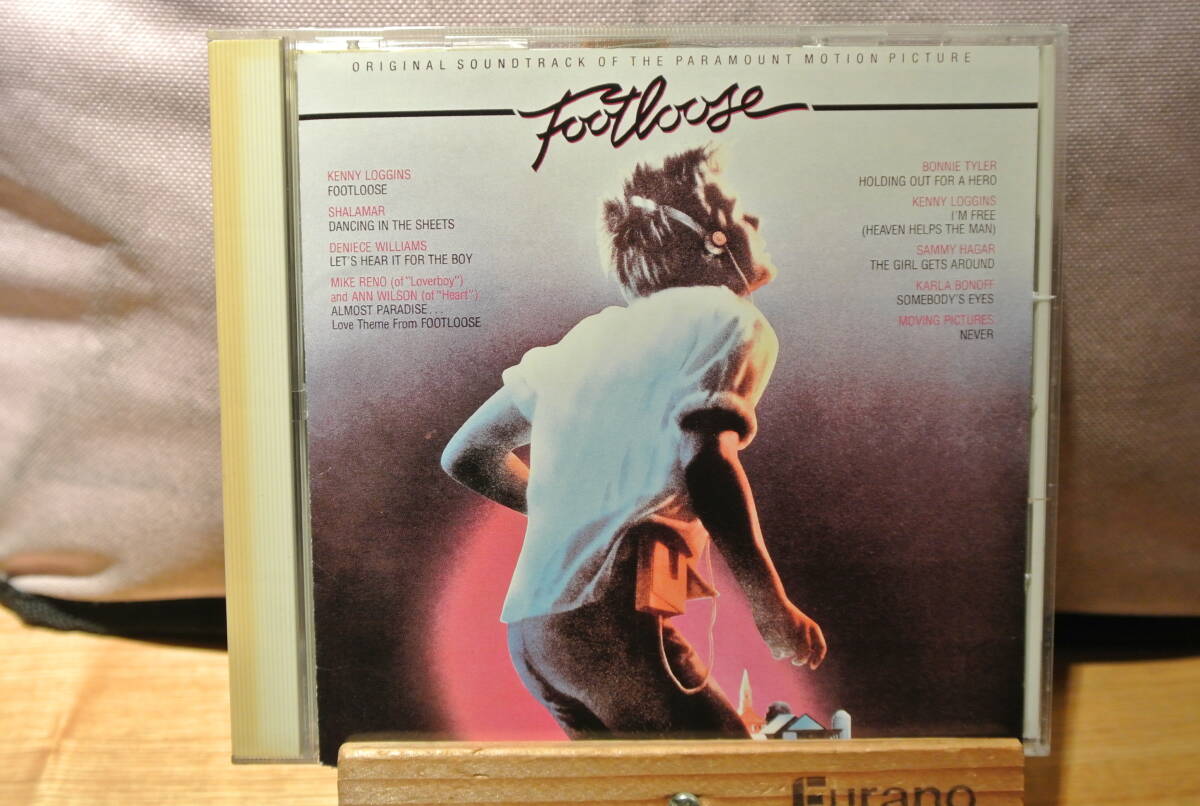 ORIGINAL SOUNDTRACK OF THE PARAMOUNT MOTION PICTURE
Footloose
KENNY LOGGINS
FOOTLOOSE
SHALAMAR
DANCING IN THE SHEETS
DENIECE WILLIAMS
LET'S HEAR IT FOR THE BOY
MIKE RENO (of "Loverboy")
and ANN WILSON (of "Heart")
ALMOST PARADISE...
Love Theme From FOOTLOOSE
BONNIE TYLER
HOLDING OUT FOR A HERO
KENNY LOGGINS
I'M FREE
(HEAVEN HELPS THE MAN)
SAMMY HAGAR
THE GIRL GETS AROUND
KARLA BONOFF
SOMEBODY'S EYES
MOVING PICTURES
NEVER
Furano